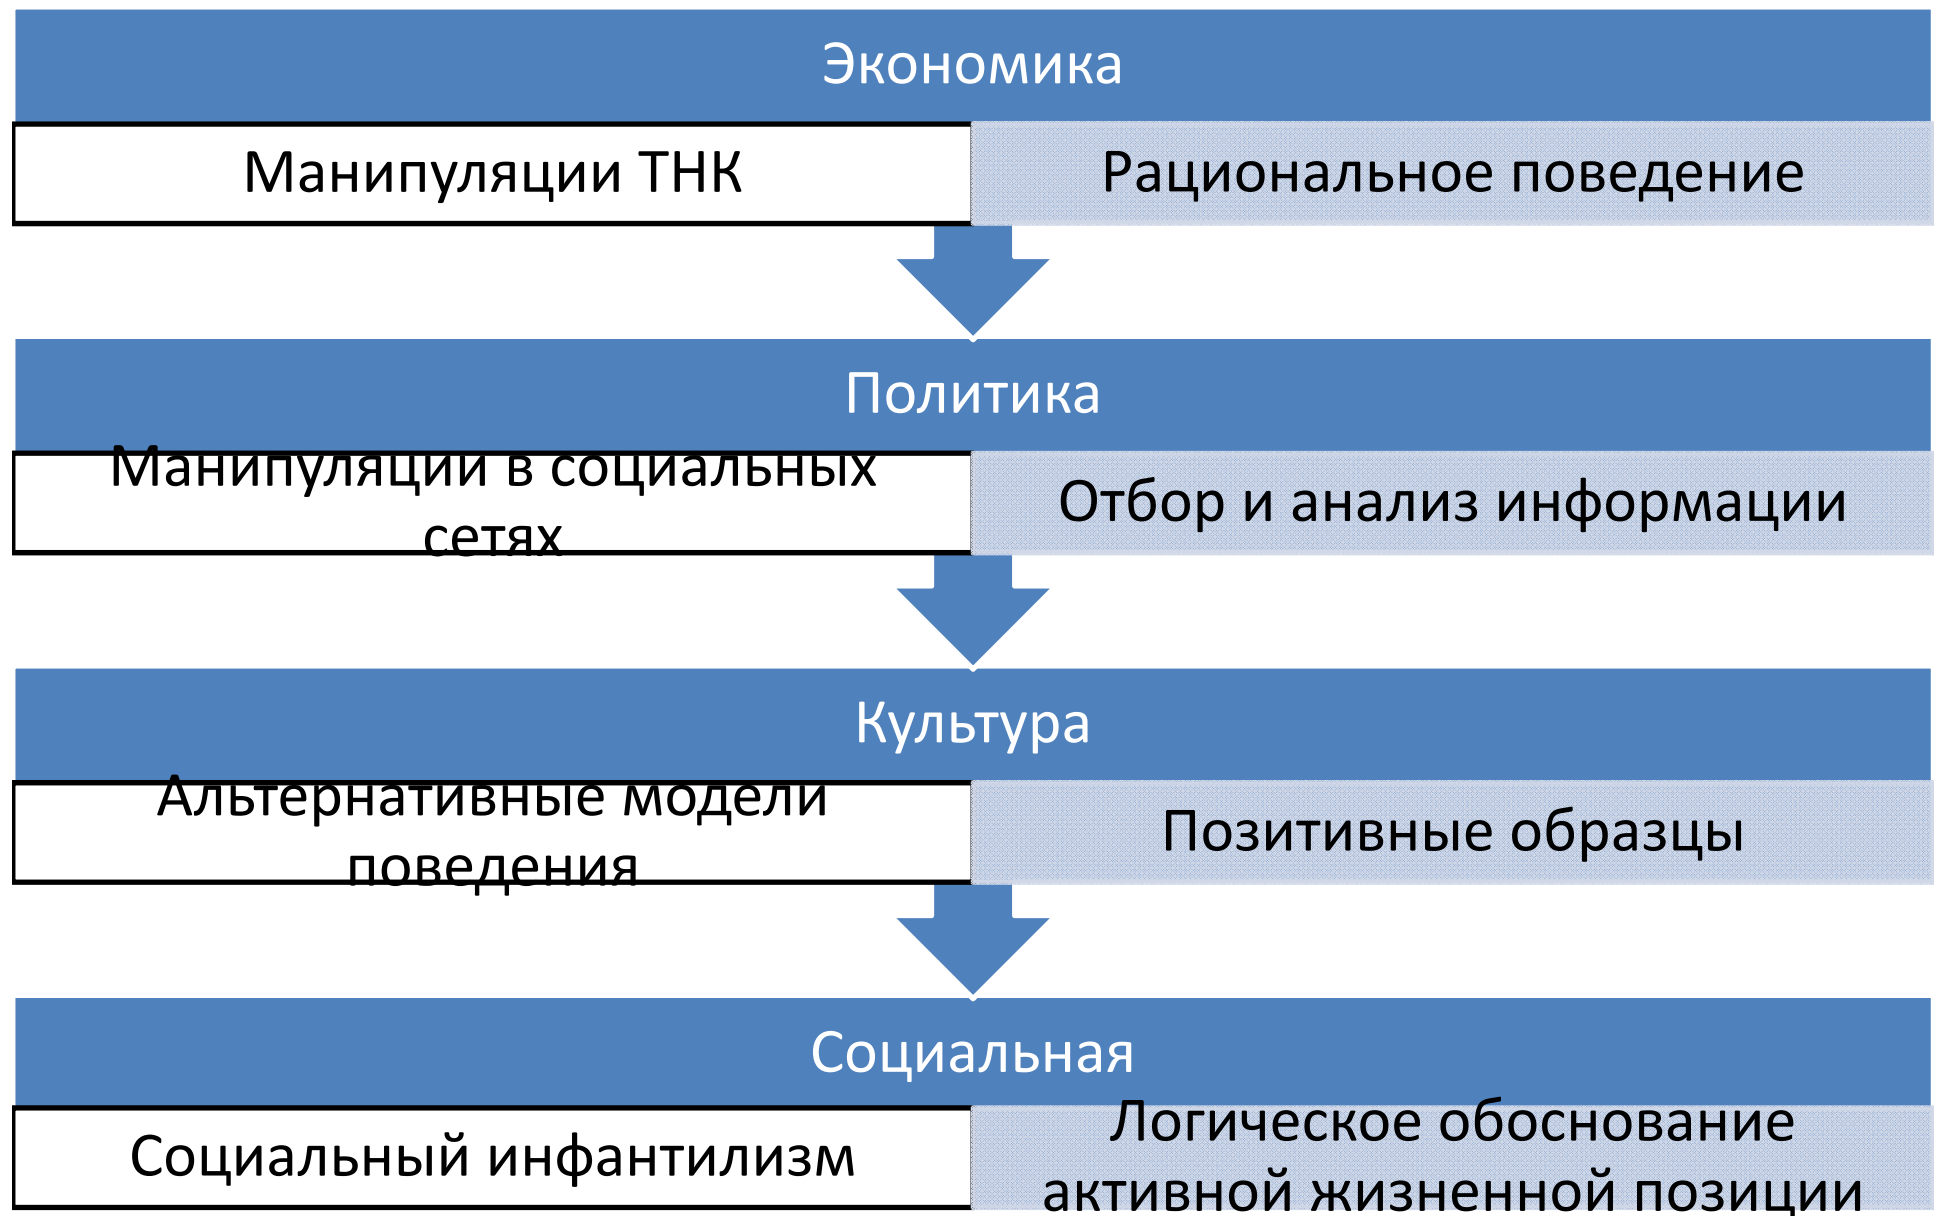 Экономика
Манипуляции ТНК
Рациональное поведение
Политика
Манипуляции в социальных
сетях
Отбор и анализ информации
Культура
Альтернативные модели
поведения
Позитивные образцы
Социальная
Социальный инфантилизм
Логическое обоснование
активной жизненной позиции